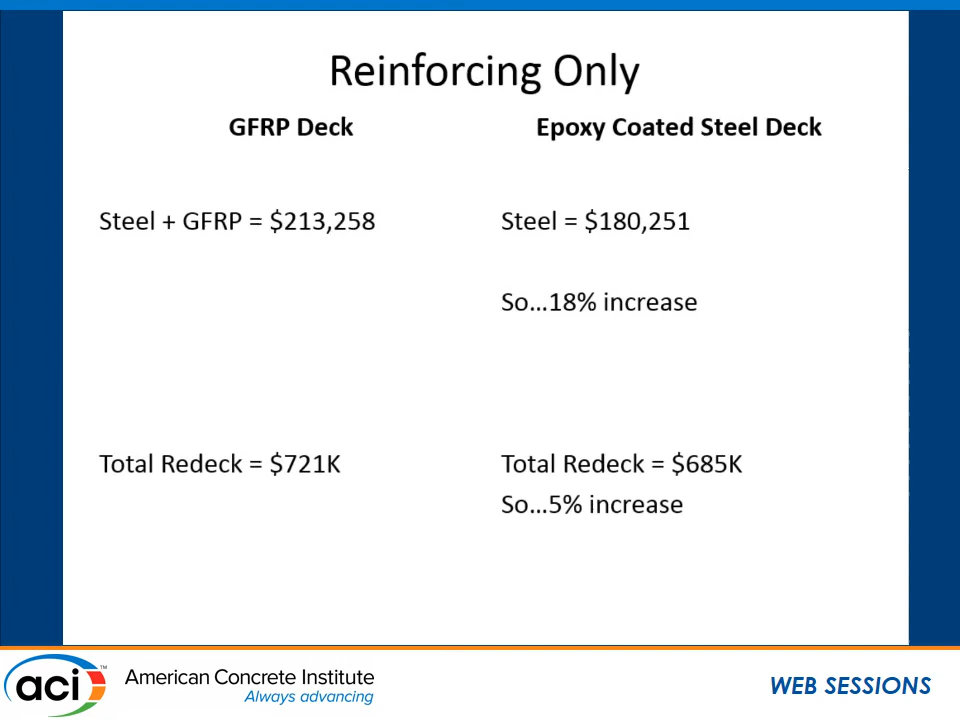 Reinforcing Only
GFRP Deck
Steel + GFRP = $213,258
Total Redeck = $721K
Epoxy Coated Steel Deck
Steel = $180,251
So…18% increase
Total Redeck = $685K
So…5% increase
aci™
American Concrete Institute
Always advancing
WEB SESSIONS